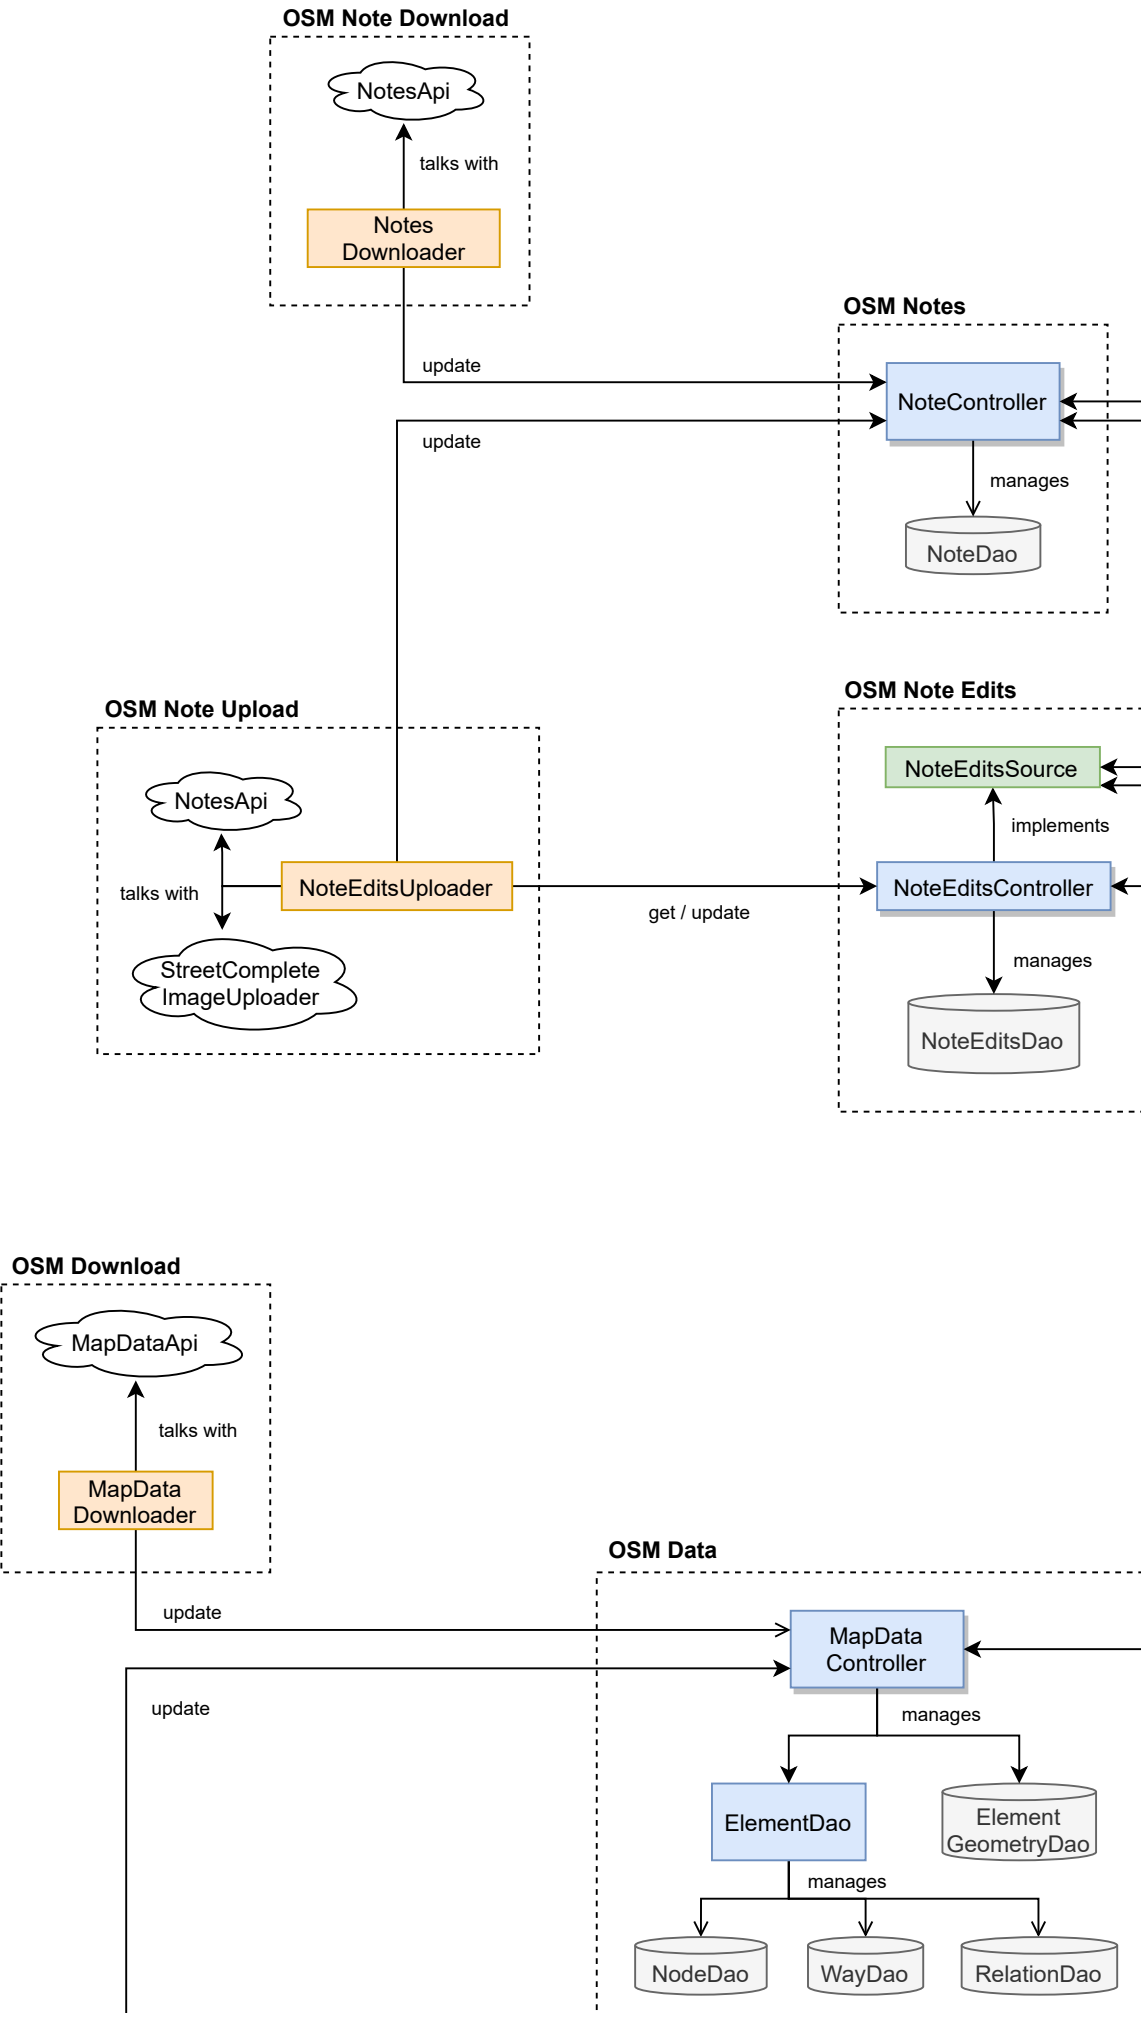 OSM Note Download
NotesApi
talks with
Notes
Downloader
update
OSM Notes
NoteController
update
manages
NoteDao
OSM Note Upload
NotesApi
talks with
NoteEditsUploader
StreetComplete
ImageUploader
get / update
OSM Note Edits
NoteEditsSource
implements
NoteEditsController
manages
NoteEditsDao
OSM Download
MapDataApi
talks with
MapData
Downloader
update
OSM Data
MapData
Controller
update
manages
ElementDao
Element
GeometryDao
manages
NodeDao
WayDao
RelationDao